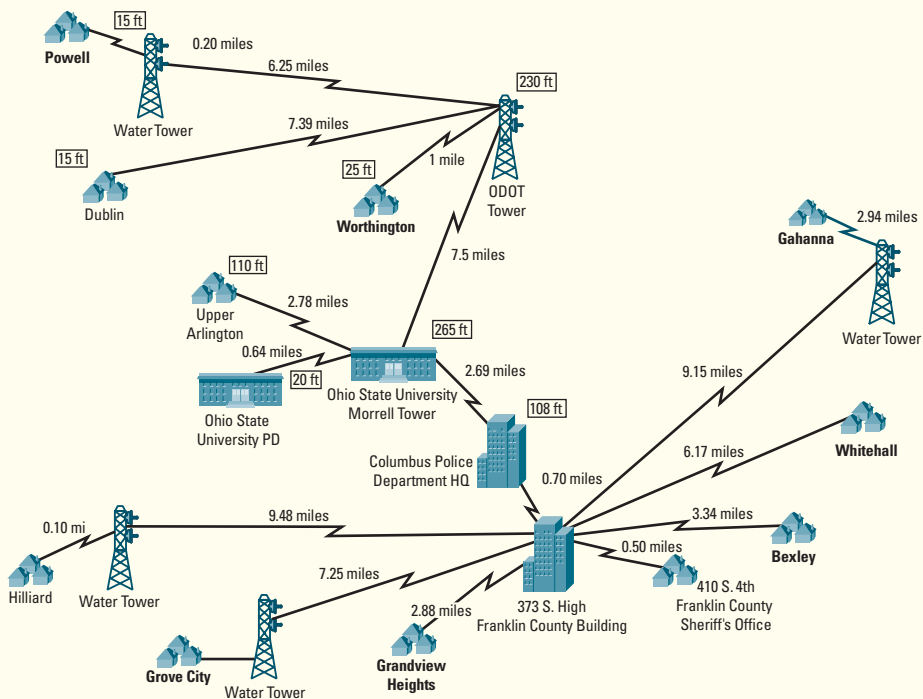 15 ft
0.20 miles
Powell
6.25 miles
230 ft
Water Tower
7.39 miles
15 ft
1 mile
25 ft
ODOT
Tower
Dublin
Worthington
2.94 miles
Gahanna
7.5 miles
110 ft
2.78 miles
Upper
Arlington
265 ft
Water Tower
0.64 miles
2.69 miles
20 ft
9.15 miles
Ohio State
University PD
Ohio State University
Morrell Tower
108 ft
6.17 miles
Whitehall
Columbus Police
Department HQ
0.70 miles
9.48 miles
3.34 miles
0.10 mi
0.50 miles
Bexley
7.25 miles
Hilliard
Water Tower
2.88 miles
373 S. High
Franklin County Building
410 S. 4th
Franklin County
Sheriff's Office
Grove City
Water Tower
Grandview
Heights